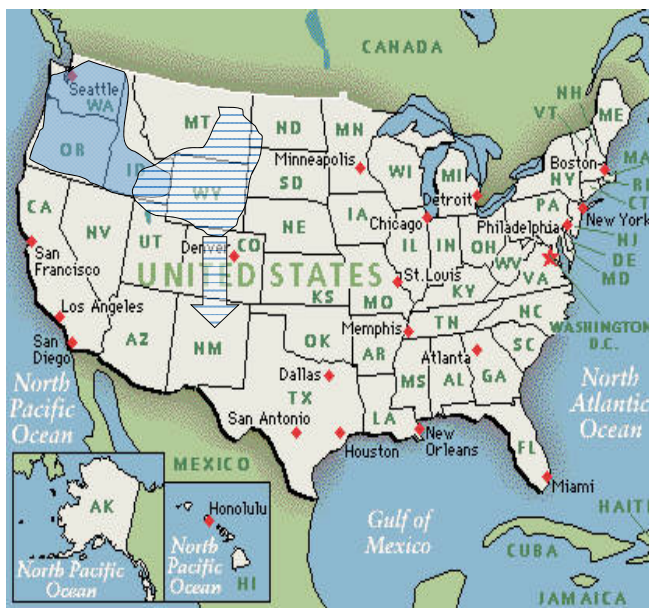 CANADA
Seattle
WA
MT
ND
MN
NH
VT
ME
OR
ID
WY
SD
Minneapolis
WI
MI
Boston
MA
NY
RI
CT
CA
NV
UT
NE
IA
Detroit
PA
New York
Chicago
Philadelphia
NJ
San
Francisco
Denver
CO
IL
IN
OH
DE
MD
UNITED STATES
St. Louis
WV
VA
KS
MO
KY
WASHINGTON
D.C.
Los Angeles
AZ
NM
OK
Memphis
TN
NC
San
Diego
AR
Atlanta
SC
North
Pacific
Ocean
Dallas
TX
MS
AL
GA
North
Atlantic
Ocean
San Antonio
LA
MEXICO
Houston
New
Orleans
FL
Miami
AK
North Pacific
Ocean
Honolulu
North
Pacific
Ocean
HI
Gulf of
Mexico
HAITI
CUBA
JAMAICA